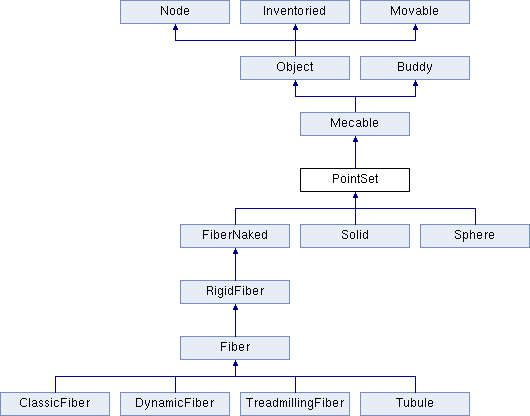 Node Inventoried Movable
Object Buddy
Mecable
PointSet
FiberNaked Solid Sphere
RigidFiber
Fiber
ClassicFiber DynamicFiber TreadmillingFiber Tubule